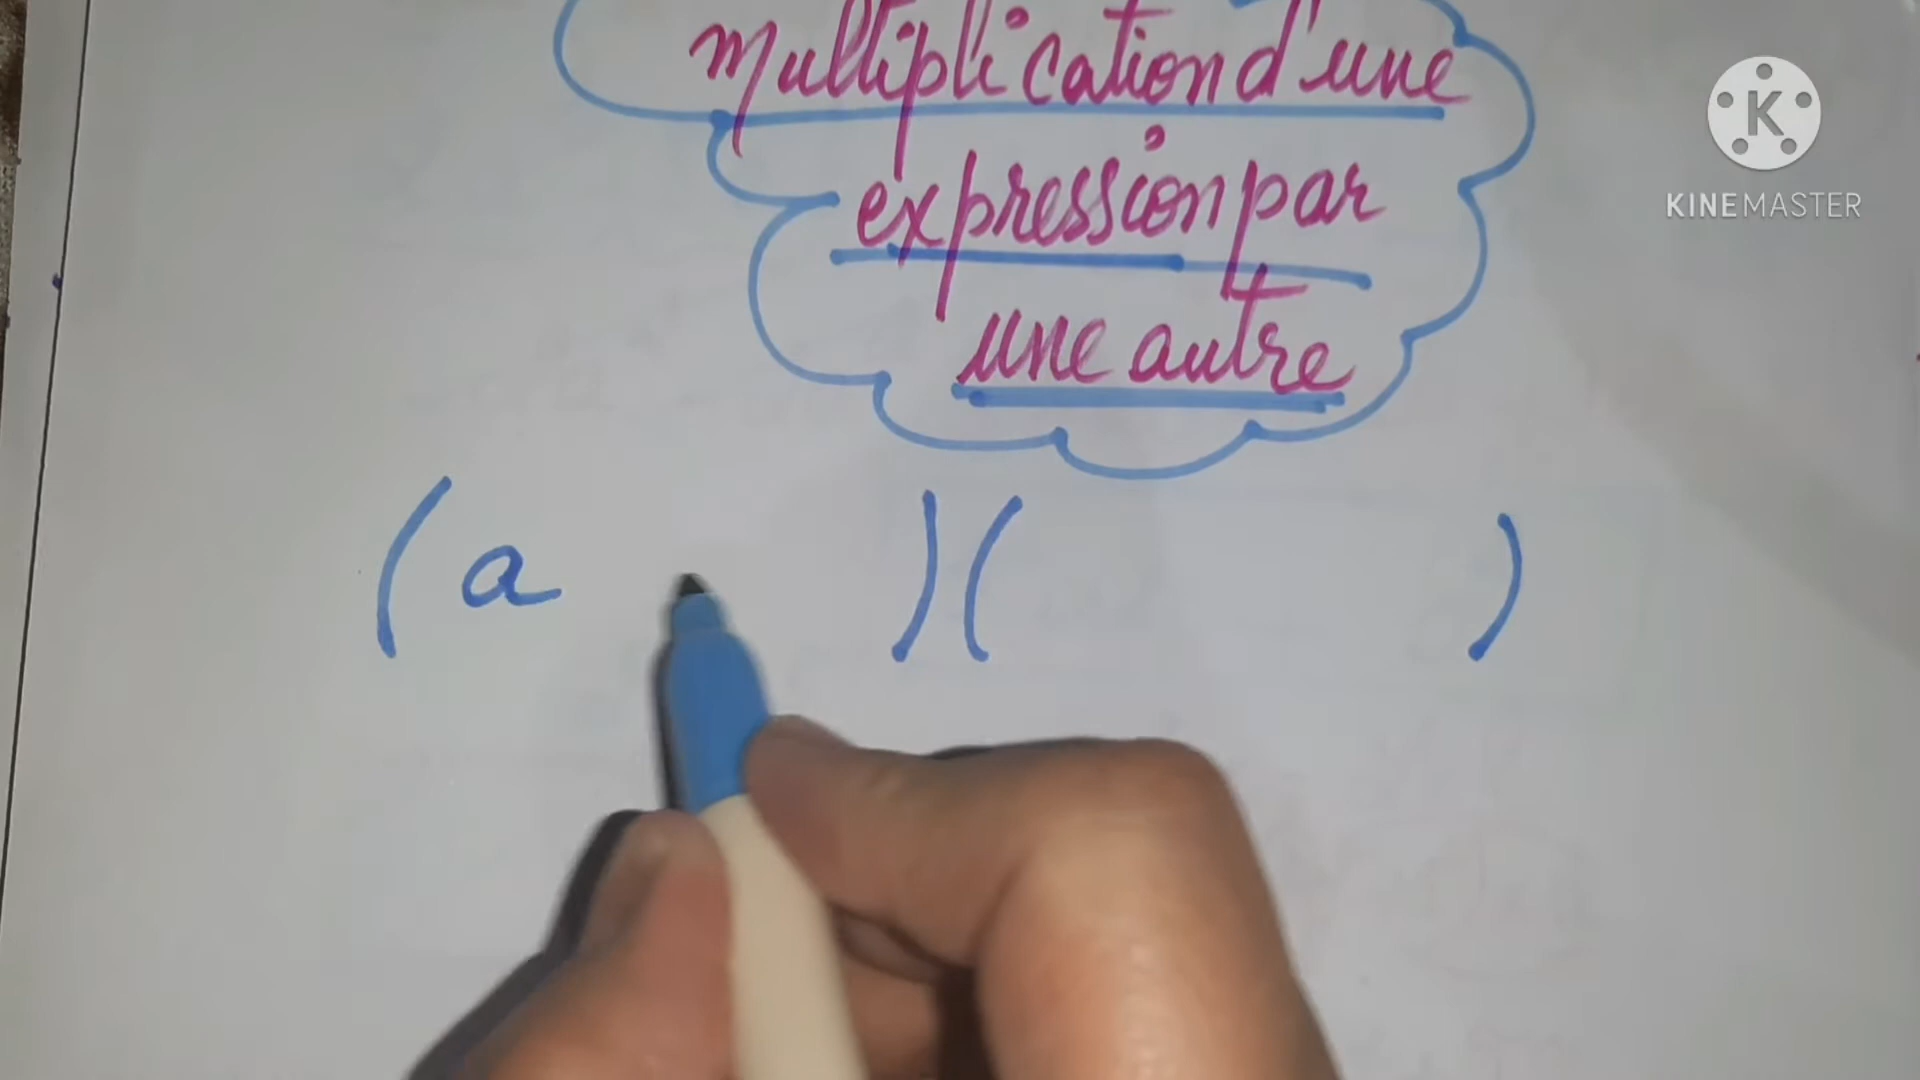 multiplication d'une
expression par
une autre
K
KINEMASTER
( a )( )